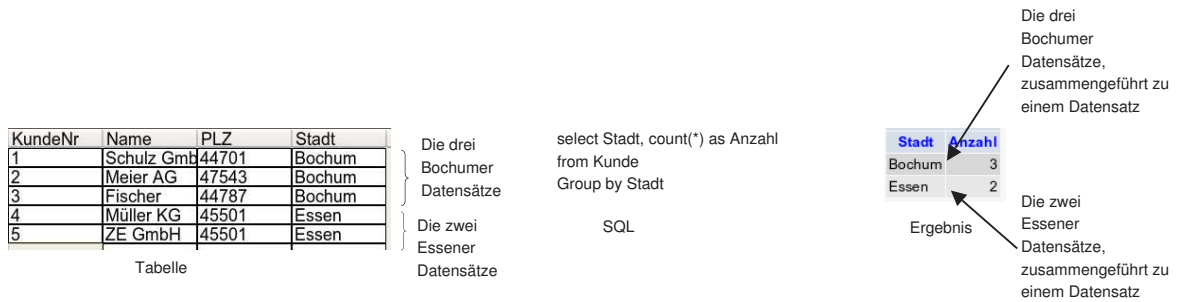 Die drei
Bochumer
Datensätze,
zusammengeführt zu
einem Datensatz
KundeNr Name PLZ Stadt
1 Schulz Gmb 44701 Bochum
2 Meier AG 47543 Bochum
3 Fischer 44787 Bochum
4 Müller KG 45501 Essen
5 ZE GmbH 45501 Essen
Tabelle
Die drei
Bochumer
Datensätze
Die zwei
Essener
Datensätze
select Stadt, count(*) as Anzahl
from Kunde
Group by Stadt
SQL
Stadt Anzahl
Bochum 3
Essen 2
Ergebnis
Die zwei
Essener
Datensätze,
zusammengeführt zu
einem Datensatz